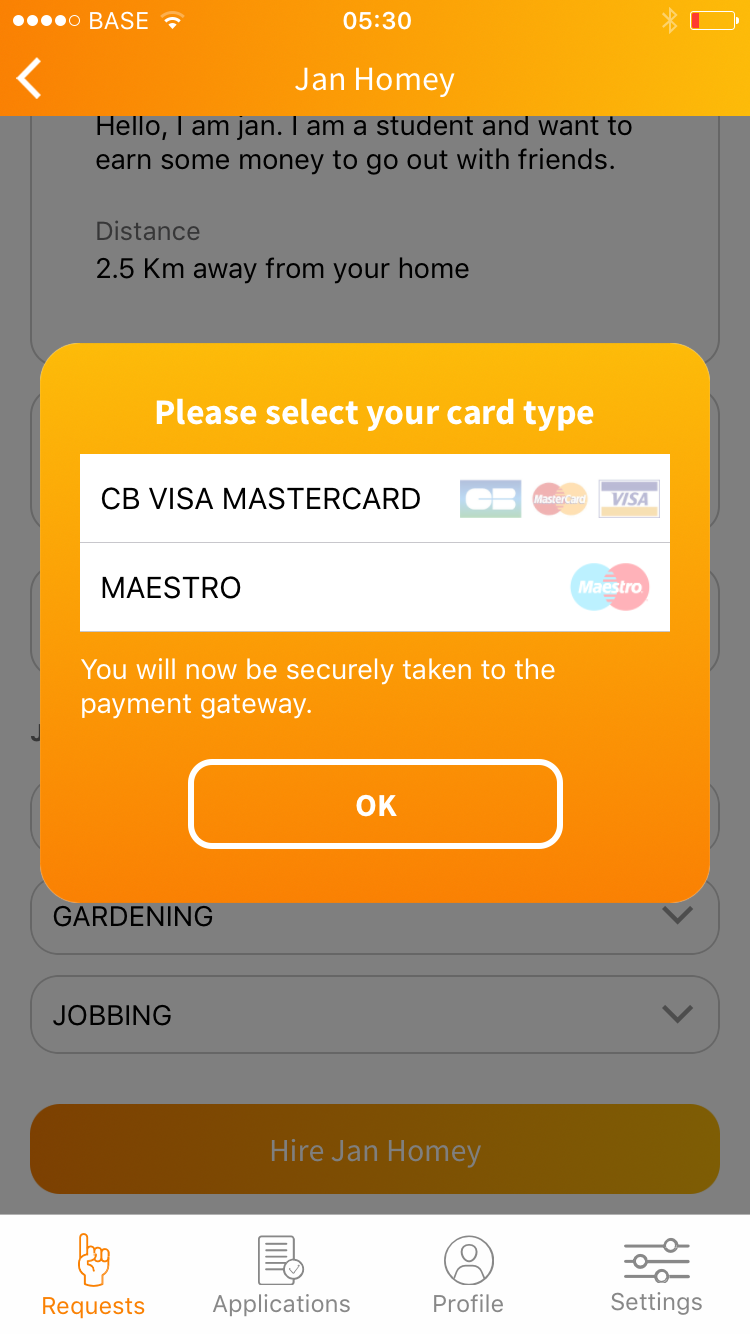 BASE 05:30
Jan Homey
Hello, I am jan. I am a student and want to
earn some money to go out with friends.
Distance
2.5 Km away from your home
Please select your card type
CB VISA MASTERCARD CB MasterCard VISA
MAESTRO Maestro
You will now be securely taken to the
payment gateway.
OK
GARDENING
JOBBING
Hire Jan Homey
Requests Applications Profile Settings